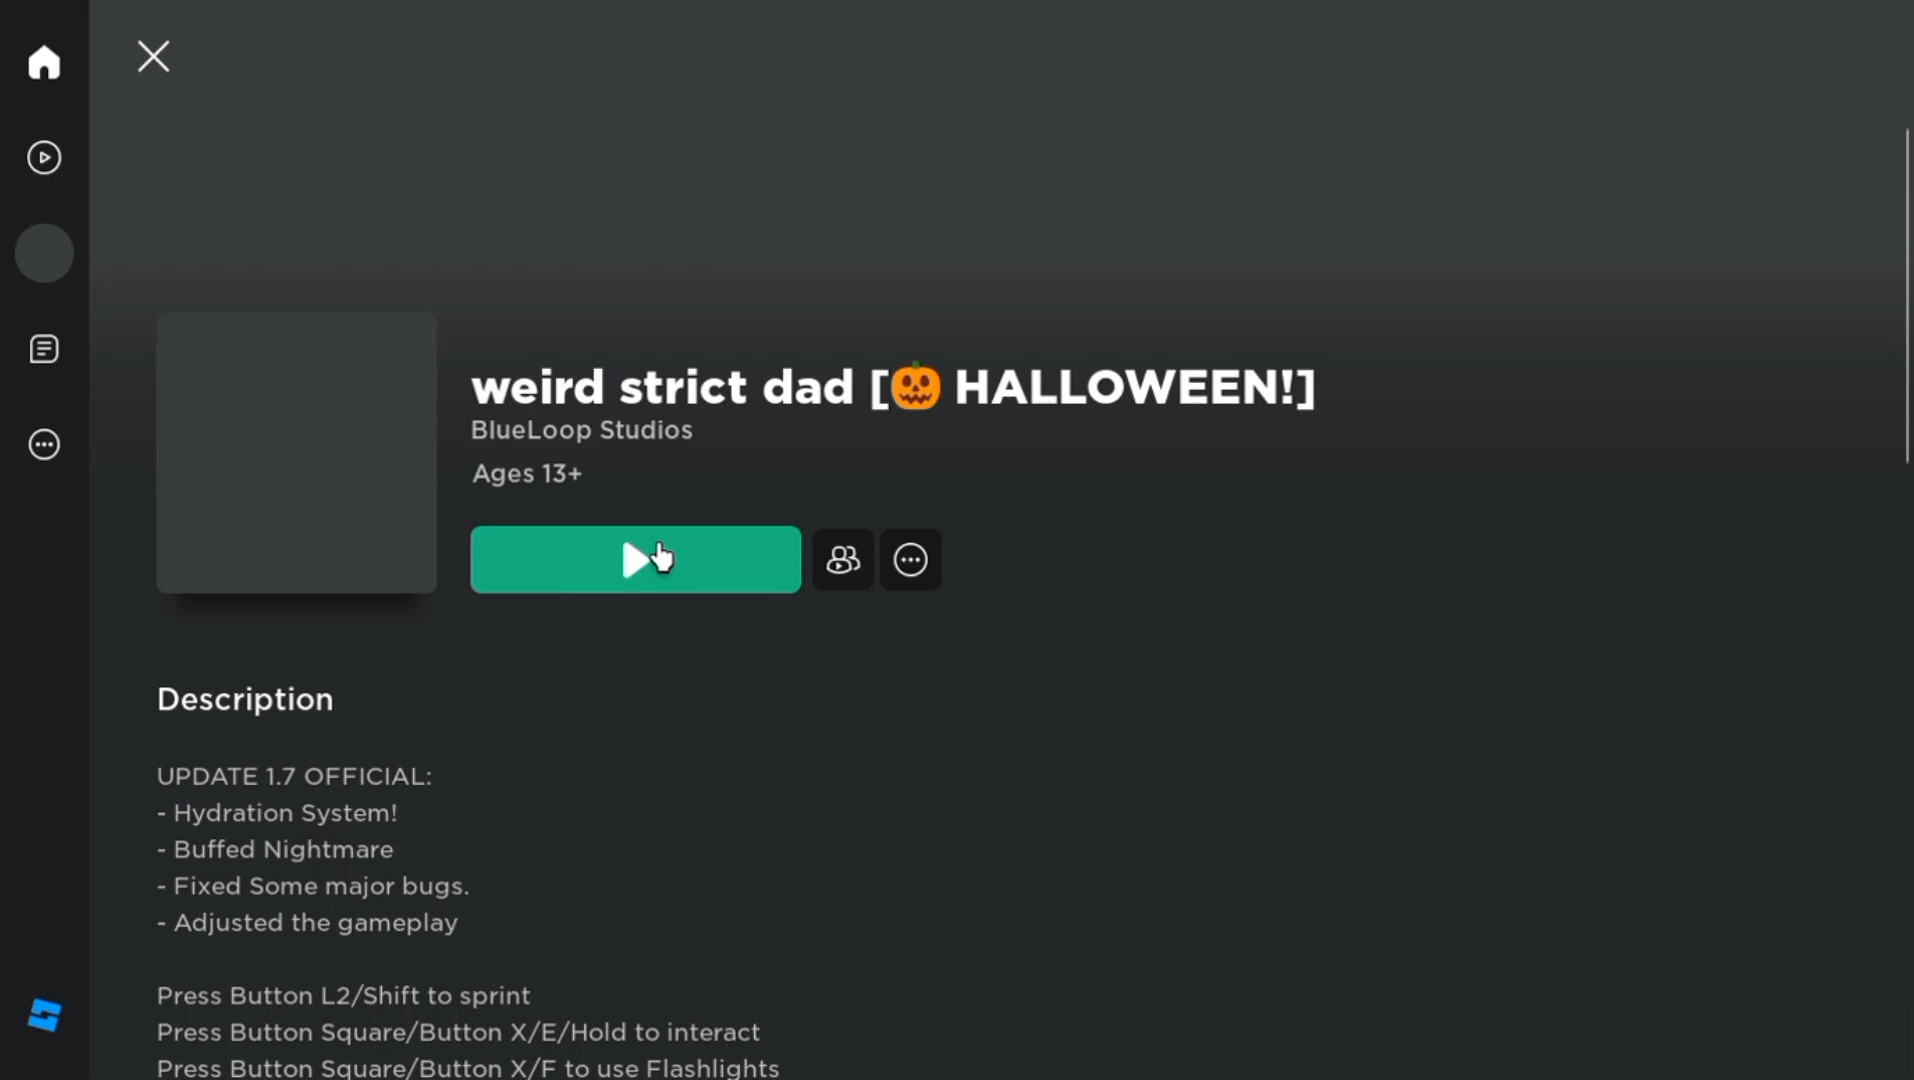 weird strict dad [🎃 HALLOWEEN!]
BlueLoop Studios
Ages 13+
Description
UPDATE 1.7 OFFICIAL:
- Hydration System!
- Buffed Nightmare
- Fixed Some major bugs.
- Adjusted the gameplay
Press Button L2/Shift to sprint
Press Button Square/Button X/E/Hold to interact
Press Button Square/Button X/F to use Flashlights